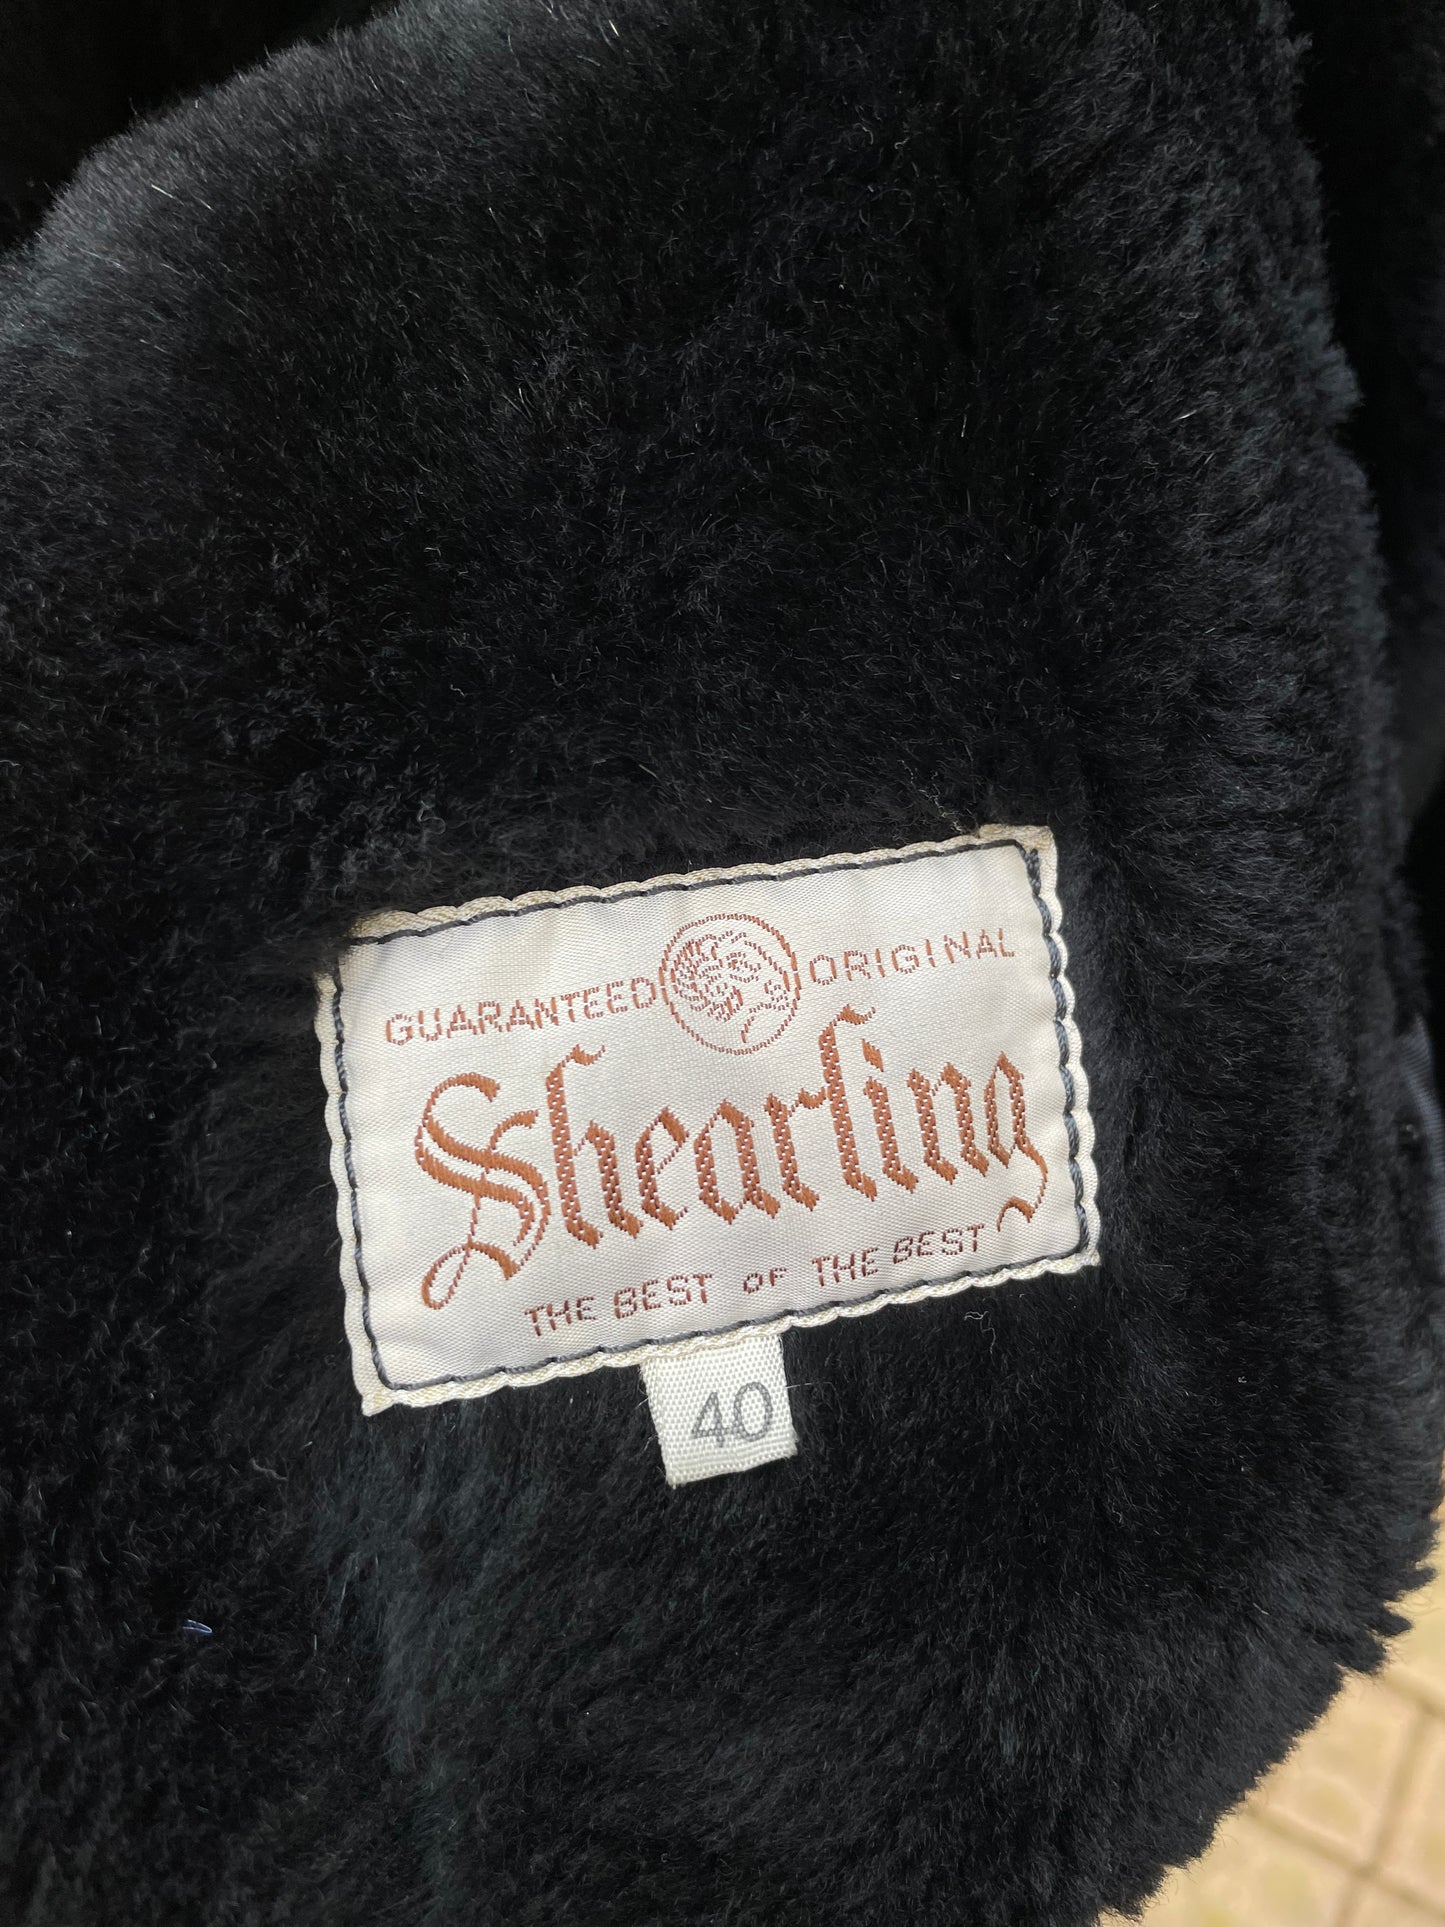 GUARANTEED ORIGINAL
Shearling
THE BEST OF THE BEST
40